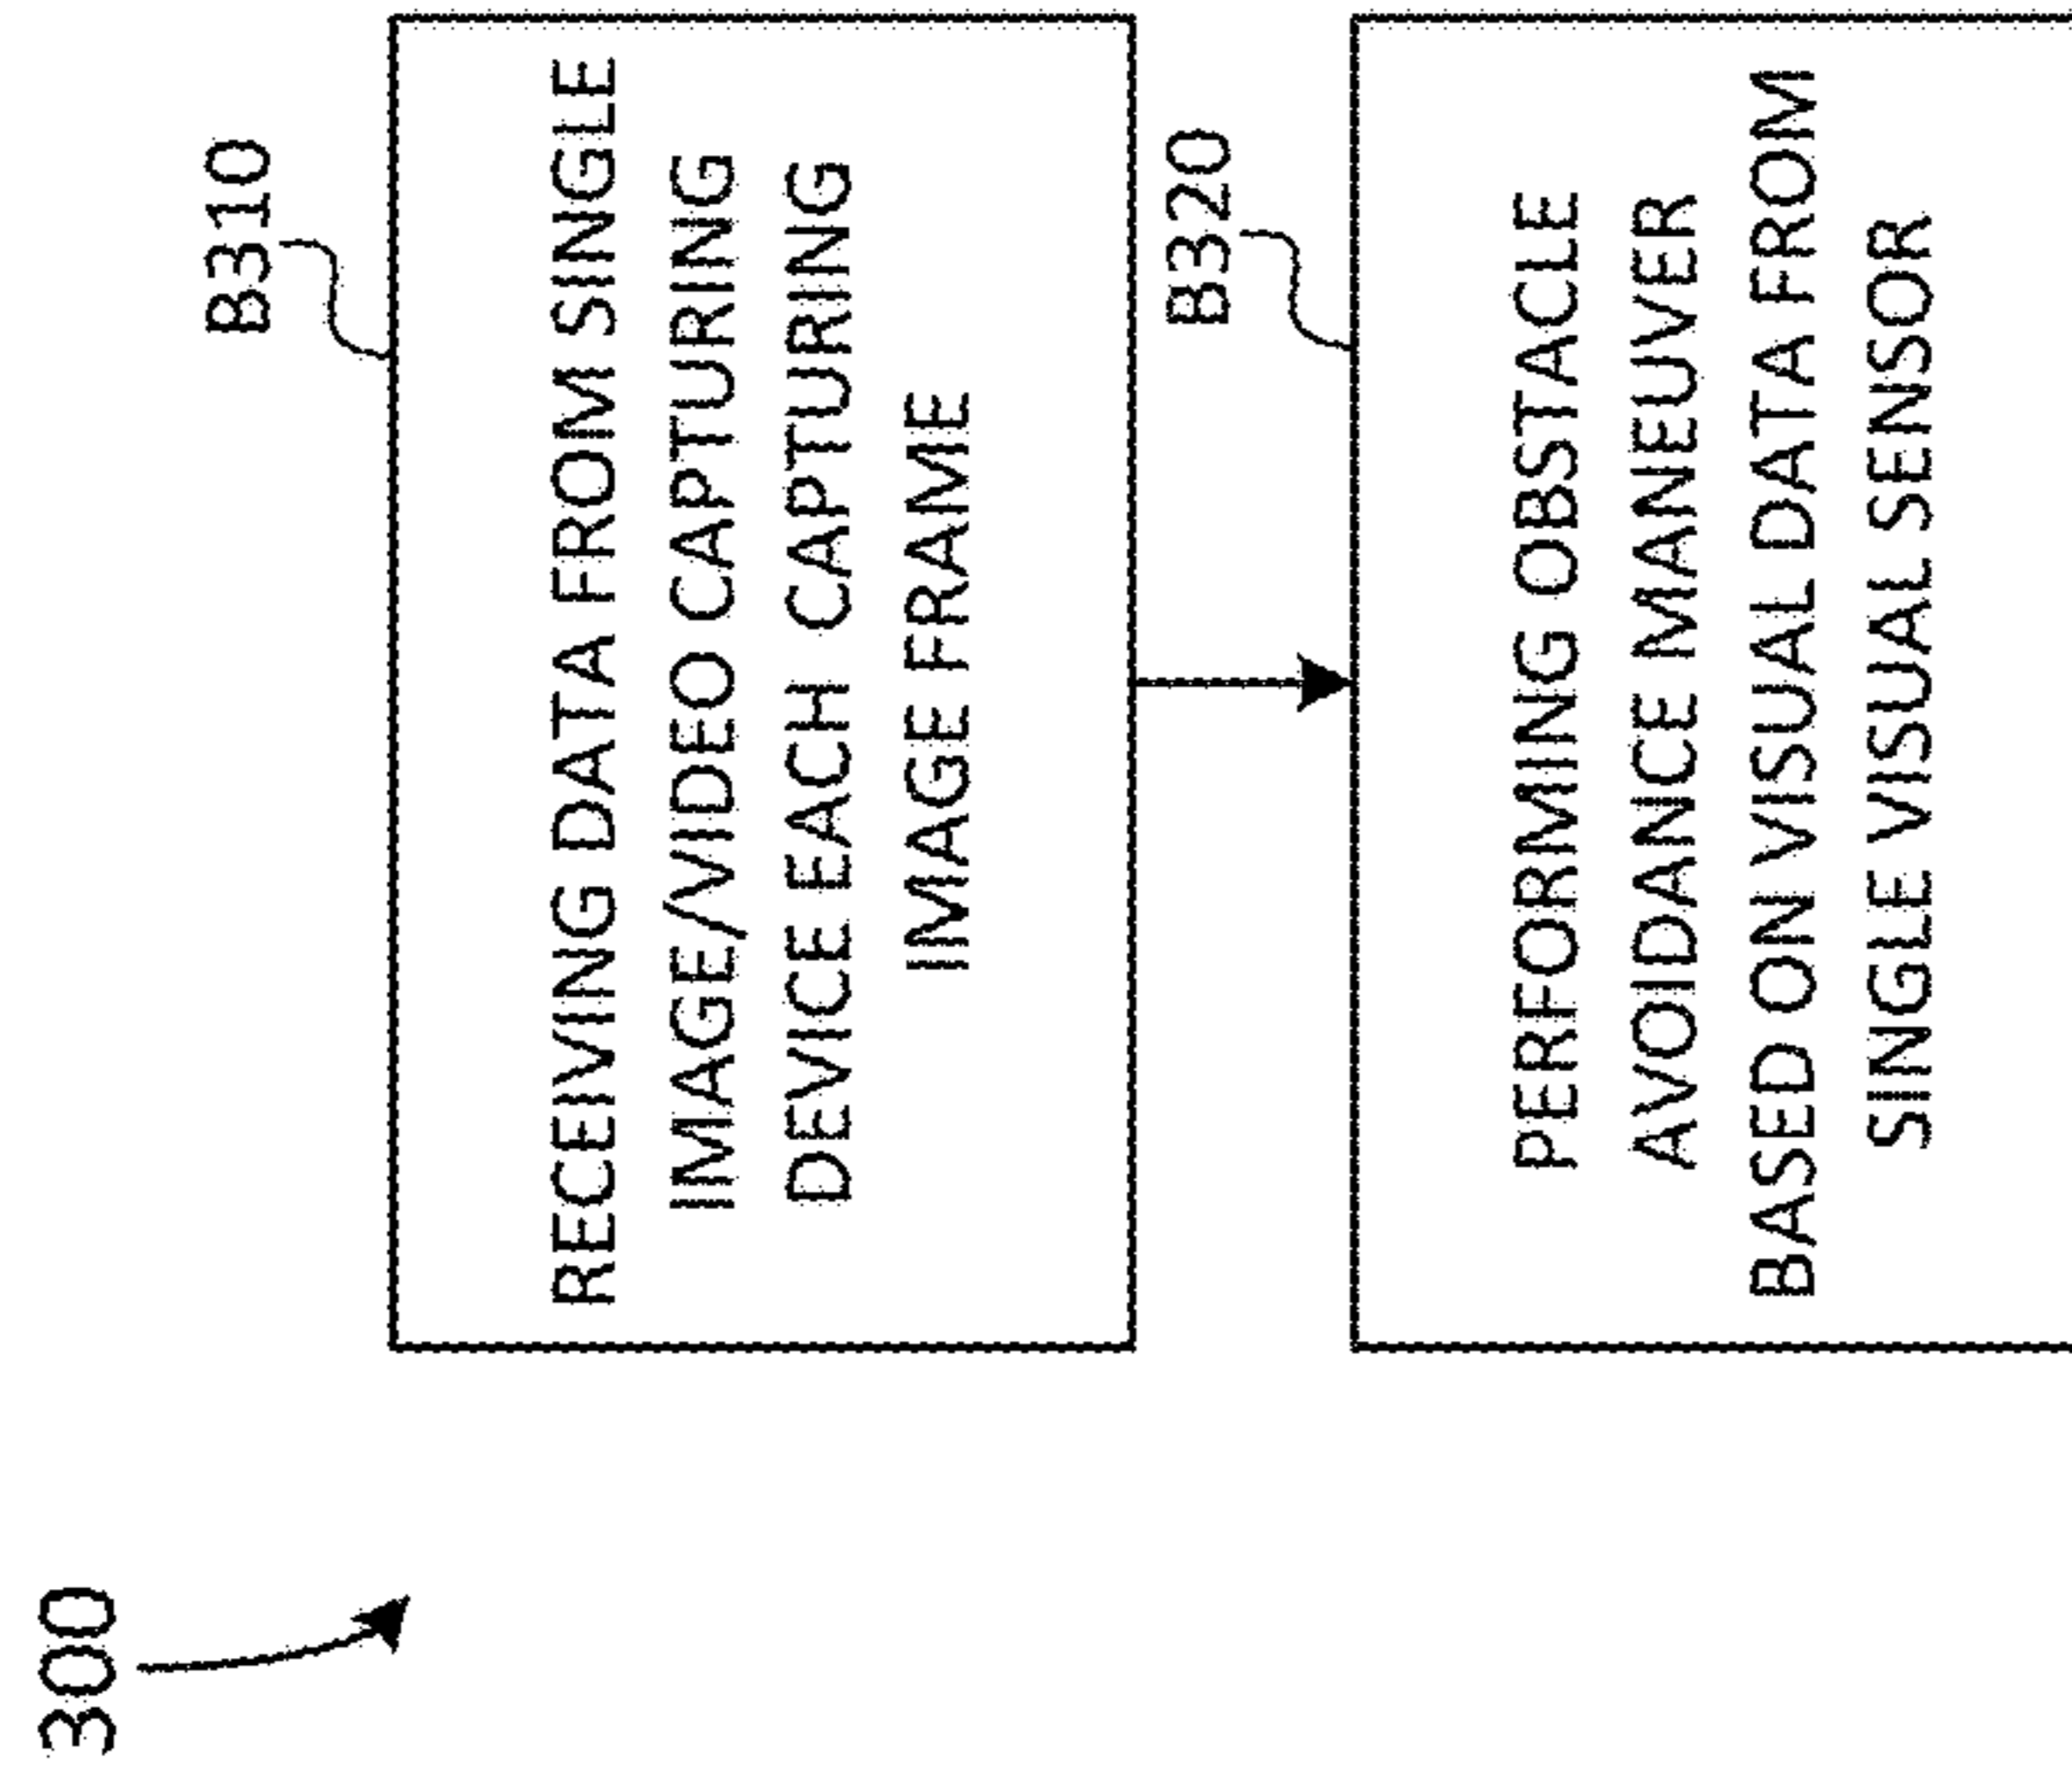 300
B310
RECEIVING DATA FROM SINGLE
IMAGE/VIDEO CAPTURING
DEVICE EACH CAPTURING
IMAGE FRAME
B320
PERFORMING OBSTACLE
AVOIDANCE MANEUVER
BASED ON VISUAL DATA FROM
SINGLE VISUAL SENSOR